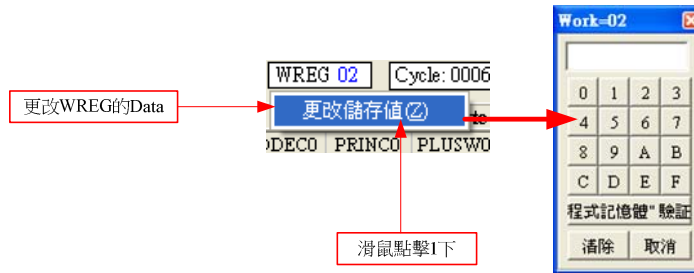 Work=02
WREG 02
Cycle: 0006
更改WREG的Data
更改儲存值(Z)
DDEC0 PRINC0 PLUSW0
0 1 2 3
4 5 6 7
8 9 A B
C D E F
程式記憶體" 驗証
清除 取消
滑鼠點擊1下